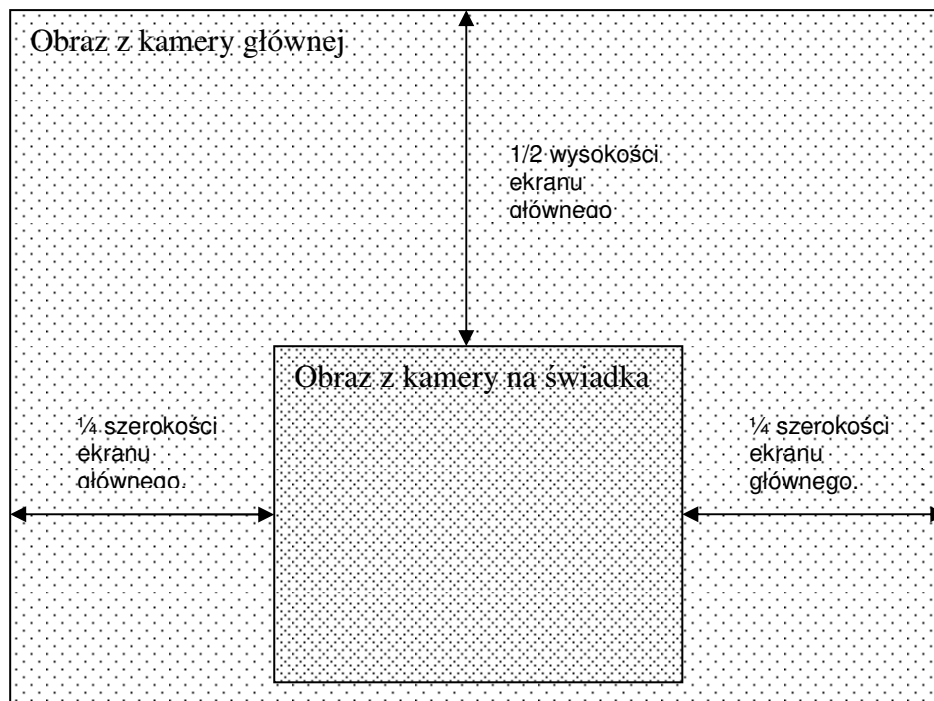 Obraz z kamery głównej
1/2 wysokości
ekranu
głównego
Obraz z kamery na świadka
¼ szerokości
ekranu
głównego.
¼ szerokości
ekranu
głównego.